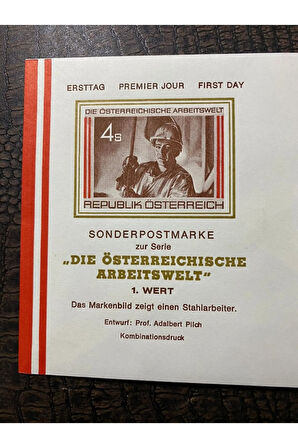 ERSTTAG PREMIER JOUR FIRST DAY
DIE ÖSTERREICHISCHE ARBEITSWELT
4S
REPUBLIK ÖSTERREICH
SONDERPOSTMARKE
zur Serie
„DIE ÖSTERREICHISCHE
ARBEITSWELT"
1. WERT
Das Markenbild zeigt einen Stahlarbeiter.
Entwurf: Prof. Adalbert Pilch
Kombinationsdruck